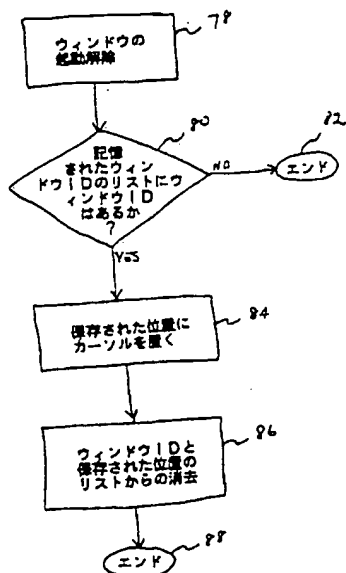 78
ウィンドウの
起動解除
80
記憶
されたウィン
ドウIDのリストにウ
ィンドウID
はあるか
?
NO
82
エンド
YES
84
保存された位置に
カーソルを置く
86
ウィンドウIDと
保存された位置の
リストからの消去
88
エンド